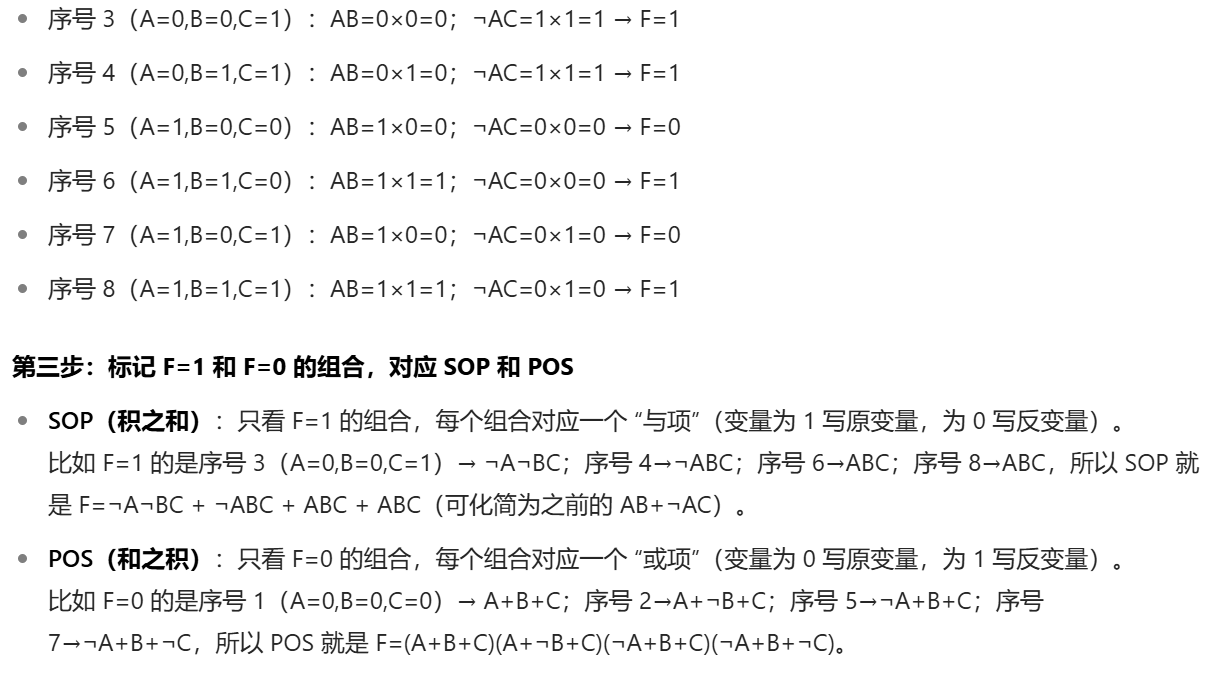 序号 3（A=0,B=0,C=1）：AB=0×0=0；¬AC=1×1=1 → F=1
序号 4（A=0,B=1,C=1）：AB=0×1=0；¬AC=1×1=1 → F=1
序号 5（A=1,B=0,C=0）：AB=1×0=0；¬AC=0×0=0 → F=0
序号 6（A=1,B=1,C=0）：AB=1×1=1；¬AC=0×0=0 → F=1
序号 7（A=1,B=0,C=1）：AB=1×0=0；¬AC=0×1=0 → F=0
序号 8（A=1,B=1,C=1）：AB=1×1=1；¬AC=0×1=0 → F=1
第三步：标记 F=1 和 F=0 的组合，对应 SOP 和 POS
SOP（积之和）：只看 F=1 的组合，每个组合对应一个 “与项”（变量为 1 写原变量，为 0 写反变量）。
比如 F=1 的是序号 3（A=0,B=0,C=1）→ ¬A¬BC；序号 4→¬ABC；序号 6→ABC；序号 8→ABC，所以 SOP 就
是 F=¬A¬BC + ¬ABC + ABC + ABC（可化简为之前的 AB+¬AC）。
POS（和之积）：只看 F=0 的组合，每个组合对应一个 “或项”（变量为 0 写原变量，为 1 写反变量）。
比如 F=0 的是序号 1（A=0,B=0,C=0）→ A+B+C；序号 2→A+¬B+C；序号 5→¬A+B+C；序号
7→¬A+B+¬C，所以 POS 就是 F=(A+B+C)(A+¬B+C)(¬A+B+C)(¬A+B+¬C)。